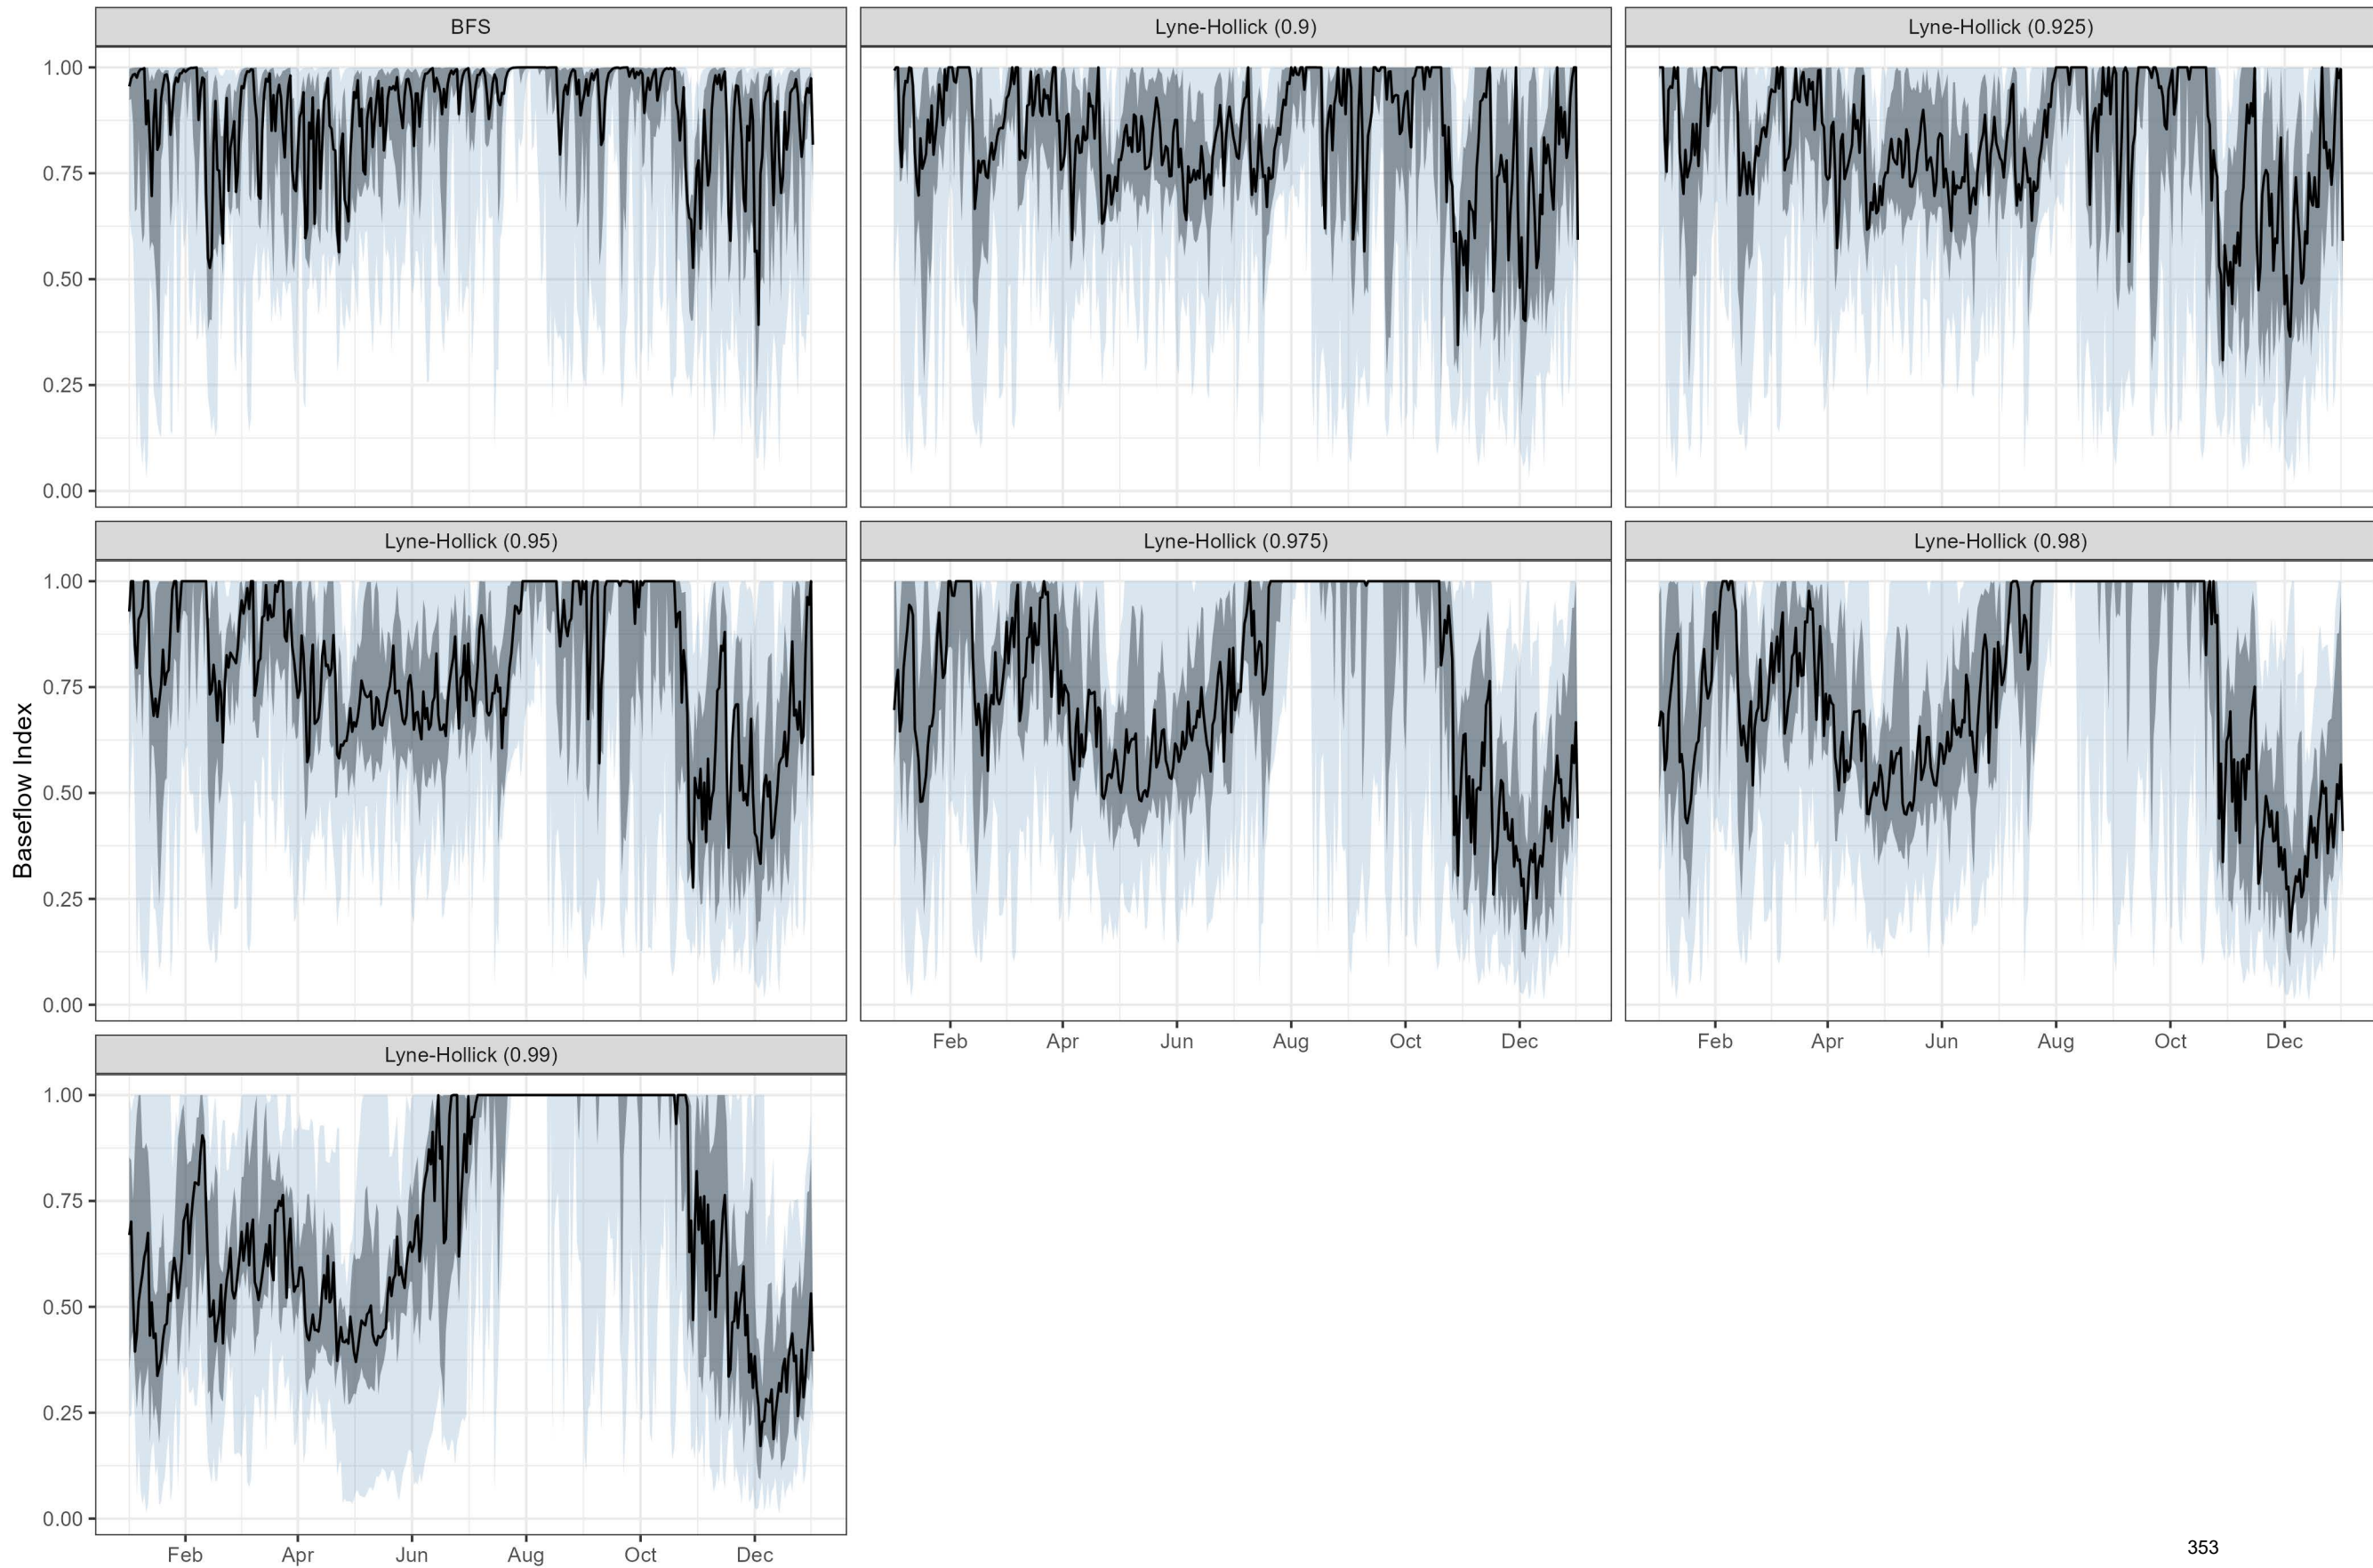 BFS
Lyne-Hollick (0.9)
Lyne-Hollick (0.925)
1.00
0.75
0.50
0.25
0.00
Lyne-Hollick (0.95)
Lyne-Hollick (0.975)
Lyne-Hollick (0.98)
Baseflow Index
1.00
0.75
0.50
0.25
0.00
Feb Apr Jun Aug Oct Dec
Feb Apr Jun Aug Oct Dec
Lyne-Hollick (0.99)
1.00
0.75
0.50
0.25
0.00
Feb Apr Jun Aug Oct Dec
353